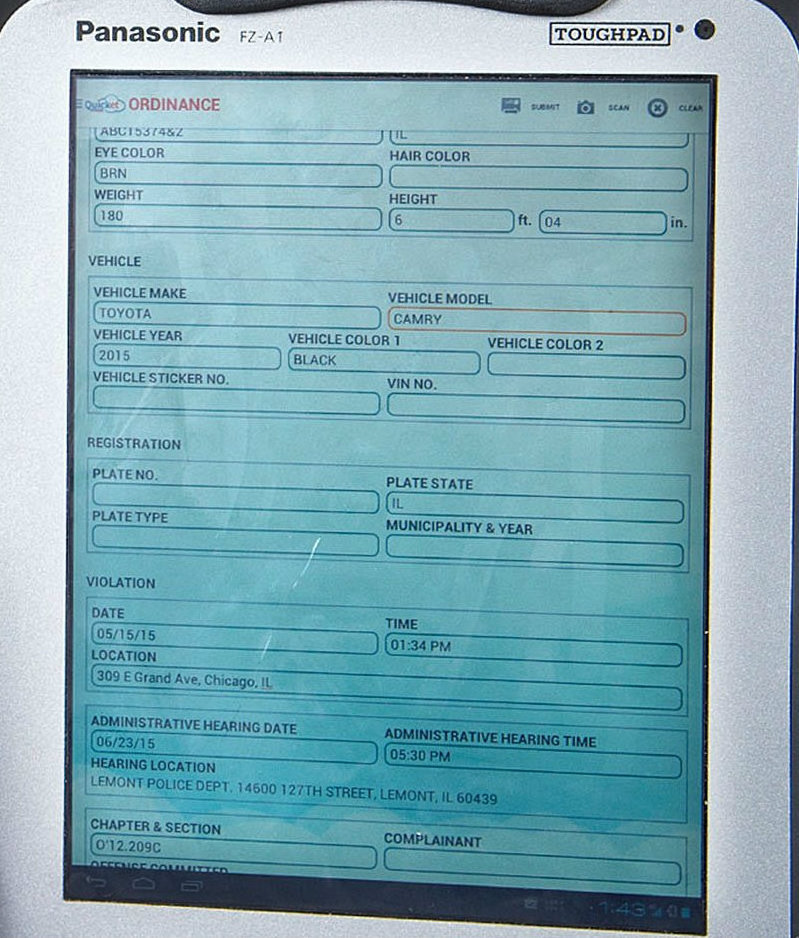 Panasonic FZ-A1 TOUGHPAD
Quicket ORDINANCE SUBMIT SCAN CLEAR
ABC1537482 IL
EYE COLOR HAIR COLOR
BRN
WEIGHT HEIGHT
180 6 ft. 04 in.
VEHICLE
VEHICLE MAKE VEHICLE MODEL
TOYOTA CAMRY
VEHICLE YEAR VEHICLE COLOR 1 VEHICLE COLOR 2
2015 BLACK
VEHICLE STICKER NO. VIN NO.
REGISTRATION
PLATE NO. PLATE STATE
IL
PLATE TYPE MUNICIPALITY & YEAR
VIOLATION
DATE TIME
05/15/15 01:34 PM
LOCATION
309 E Grand Ave, Chicago, IL
ADMINISTRATIVE HEARING DATE ADMINISTRATIVE HEARING TIME
06/23/15 05:30 PM
HEARING LOCATION
LEMONT POLICE DEPT. 14600 127TH STREET, LEMONT, IL 60439
CHAPTER & SECTION COMPLAINANT
O'12.209C
OFFENSE COMMITTED
1:43